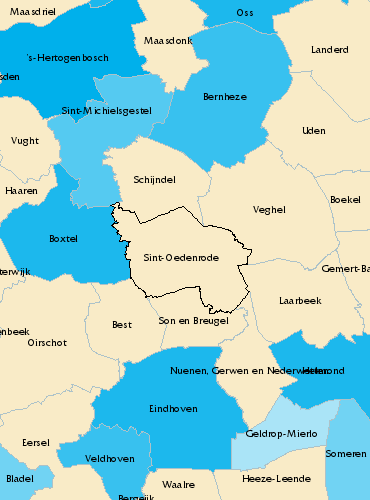 Maasdriel
Oss
Maasdonk
Landerd
's-Hertogenbosch
sden
Bernheze
Sint-Michielsgestel
Uden
Vught
Schijndel
Haaren
Boekel
Veghel
Boxtel
Sint-Oedenrode
terwijk
Gemert-Ba
Laarbeek
Best
Son en Breugel
enbeek
Oirschot
Nuenen, Gerwen en Nederwetten
Eindhoven
Geldrop-Mierlo
Eersel
Someren
Veldhoven
Bladel
Heeze-Leende
Waalre
Bergeijk